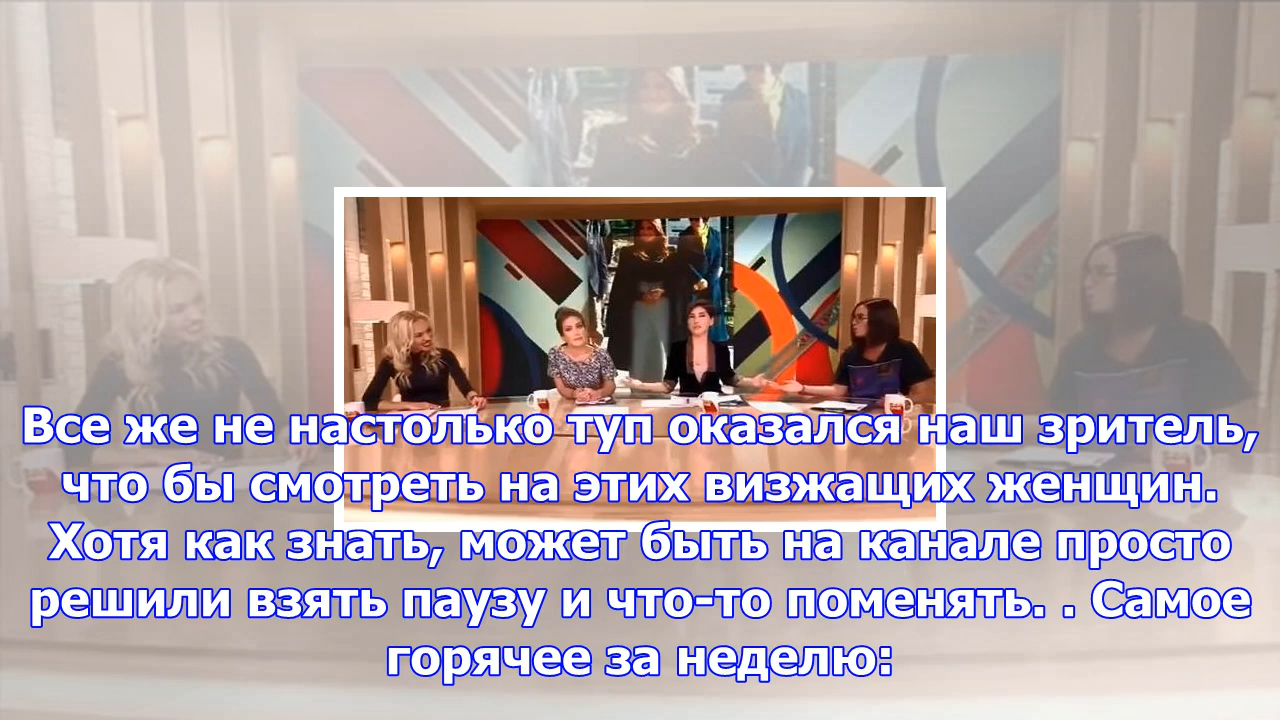 Все же не настолько туп оказался наш зритель,
что бы смотреть на этих визжащих женщин.
Хотя как знать, может быть на канале просто
решили взять паузу и что-то поменять. . Самое
горячее за неделю: